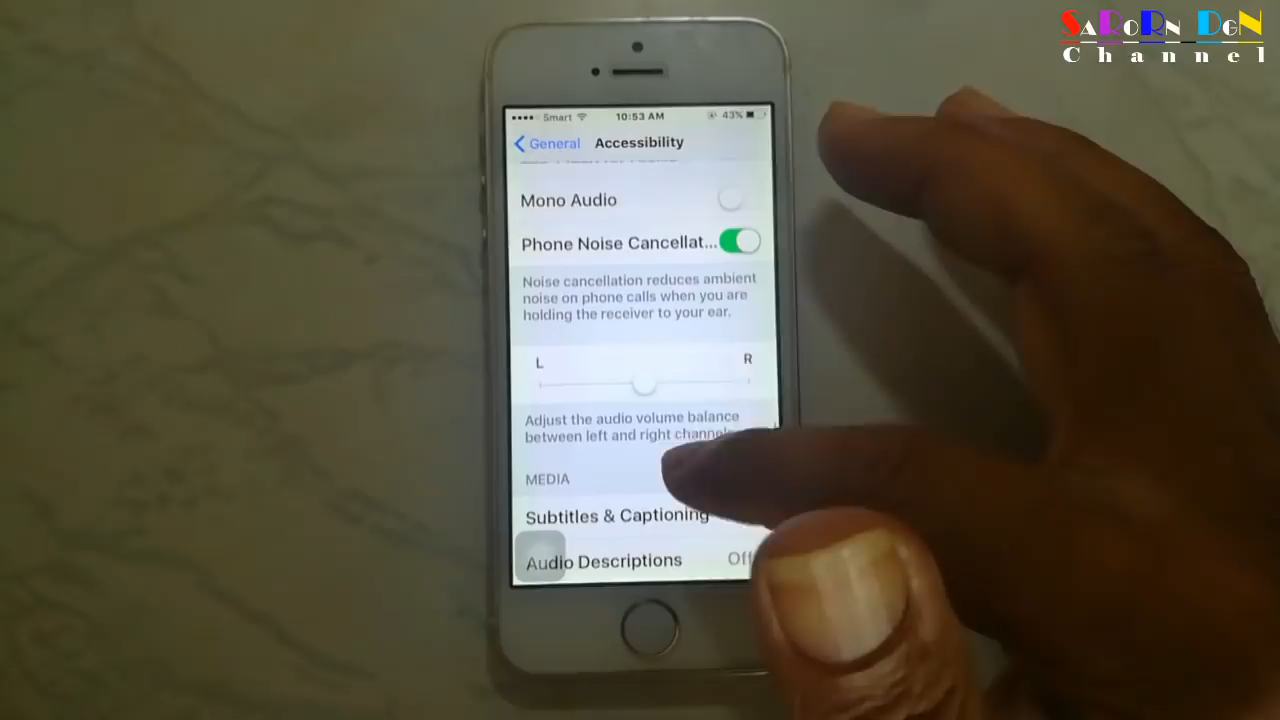 SaRoRn DgN
Channel
Smart 10:53 AM 43%
General Accessibility
Mono Audio
Phone Noise Cancellat...
Noise cancellation reduces ambient
noise on phone calls when you are
holding the receiver to your ear.
L R
Adjust the audio volume balance
between left and right channels
MEDIA
Subtitles & Captioning
Audio Descriptions Off